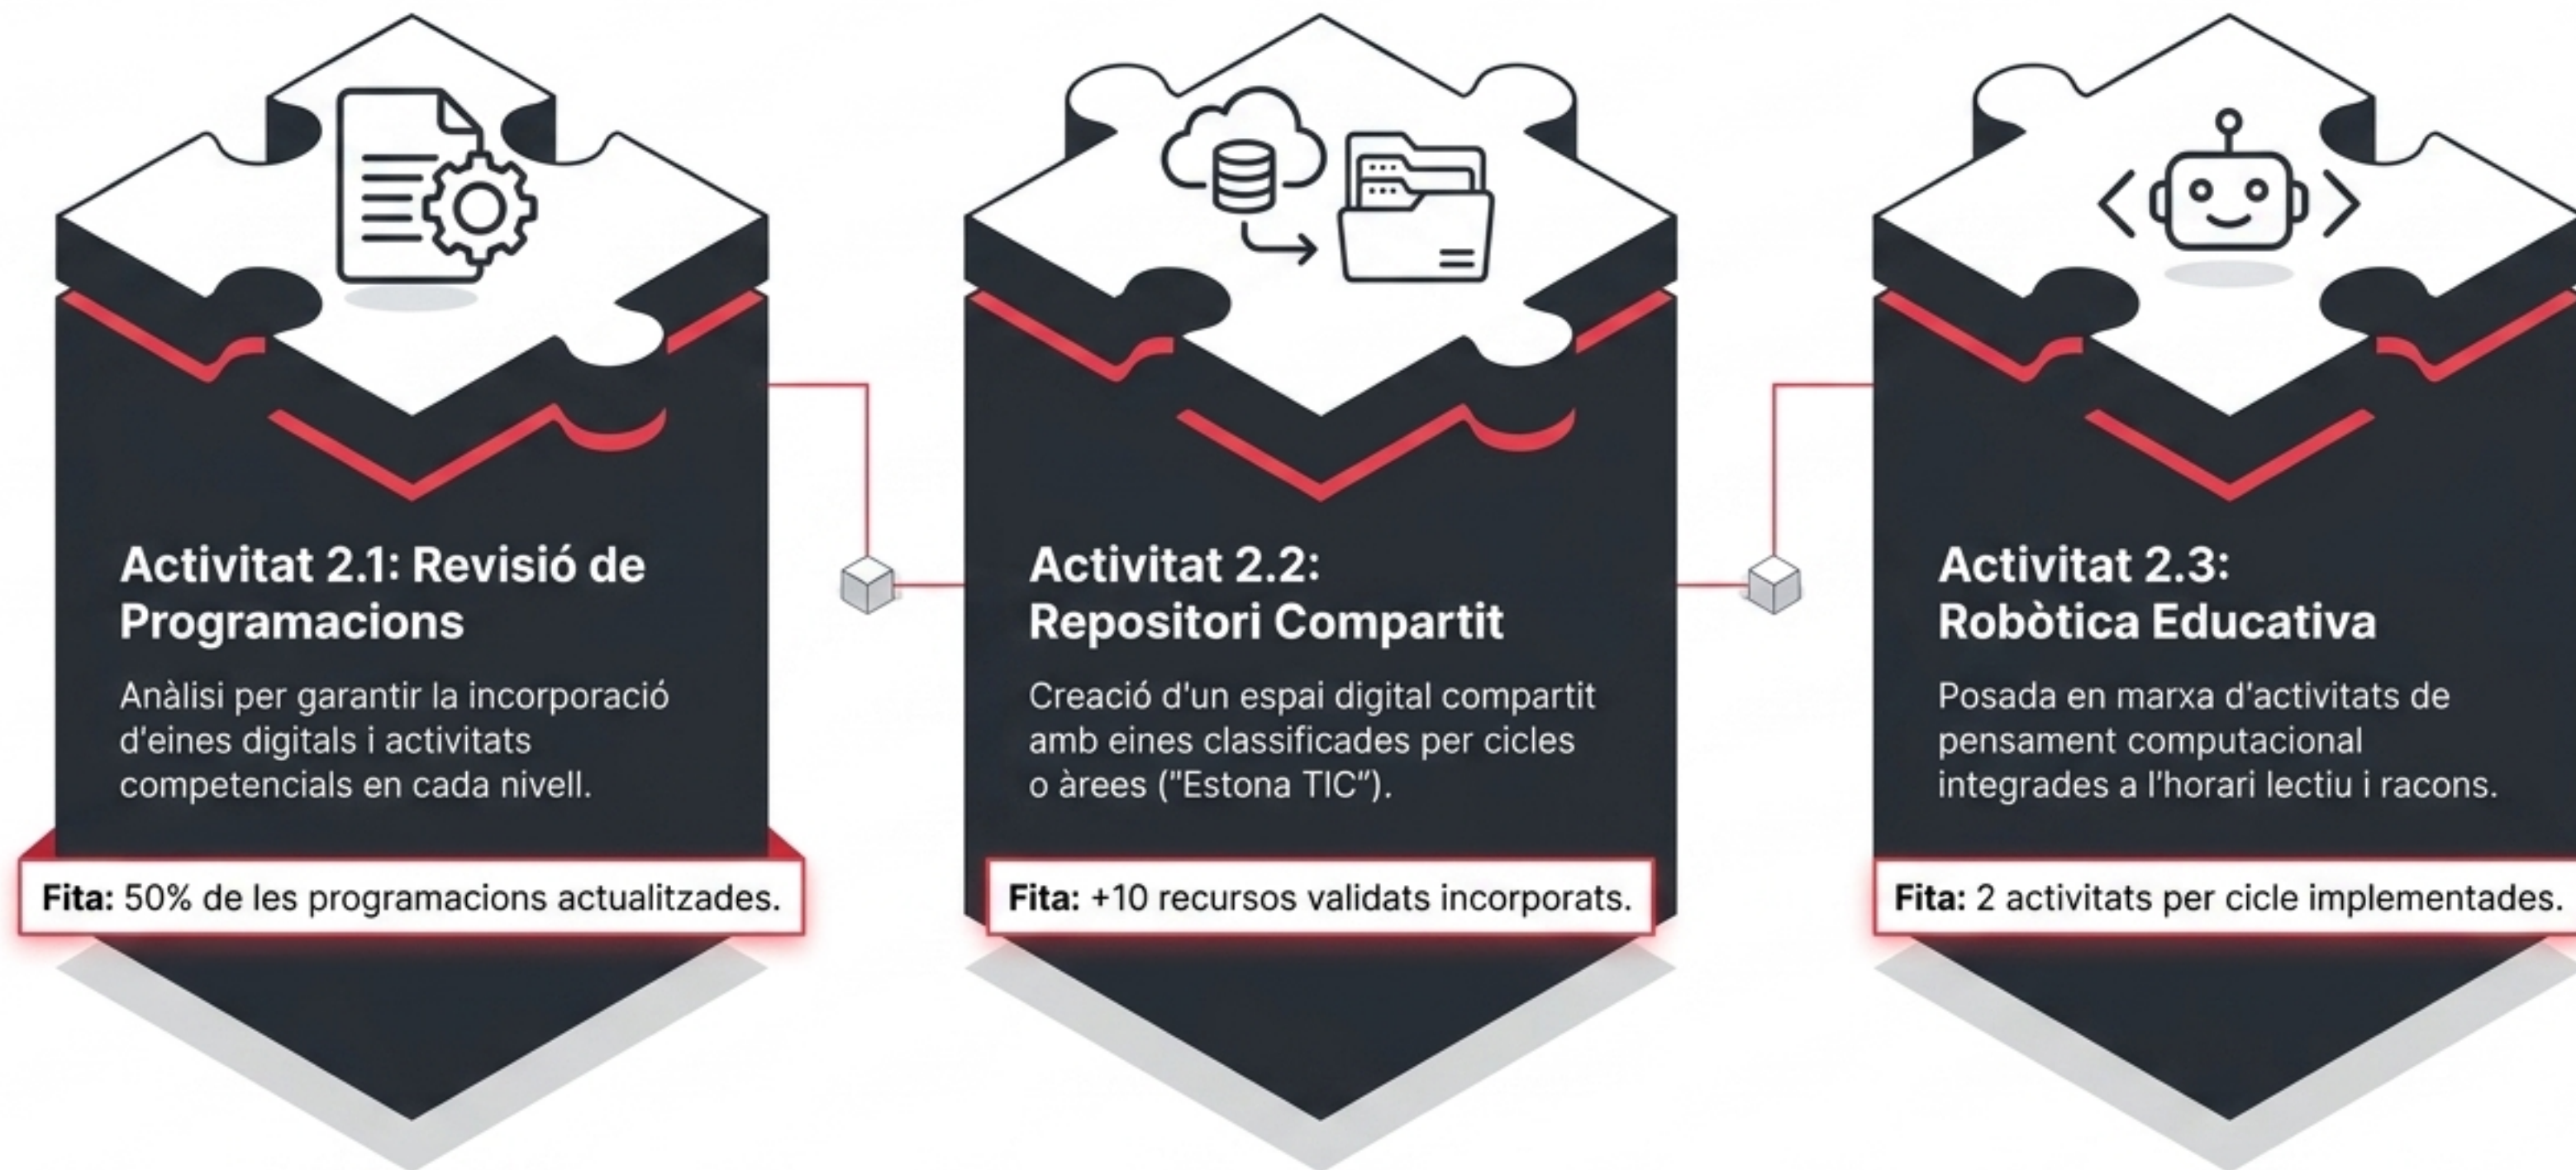 Activitat 2.1: Revisió de
Programacions
Anàlisi per garantir la incorporació
d'eines digitals i activitats
competencials en cada nivell.
Fita: 50% de les programacions actualitzades.
Activitat 2.2:
Repositori Compartit
Creació d'un espai digital compartit
amb eines classificades per cicles
o àrees ("Estona TIC").
Fita: +10 recursos validats incorporats.
Activitat 2.3:
Robòtica Educativa
Posada en marxa d'activitats de
pensament computacional
integrades a l'horari lectiu i racons.
Fita: 2 activitats per cicle implementades.